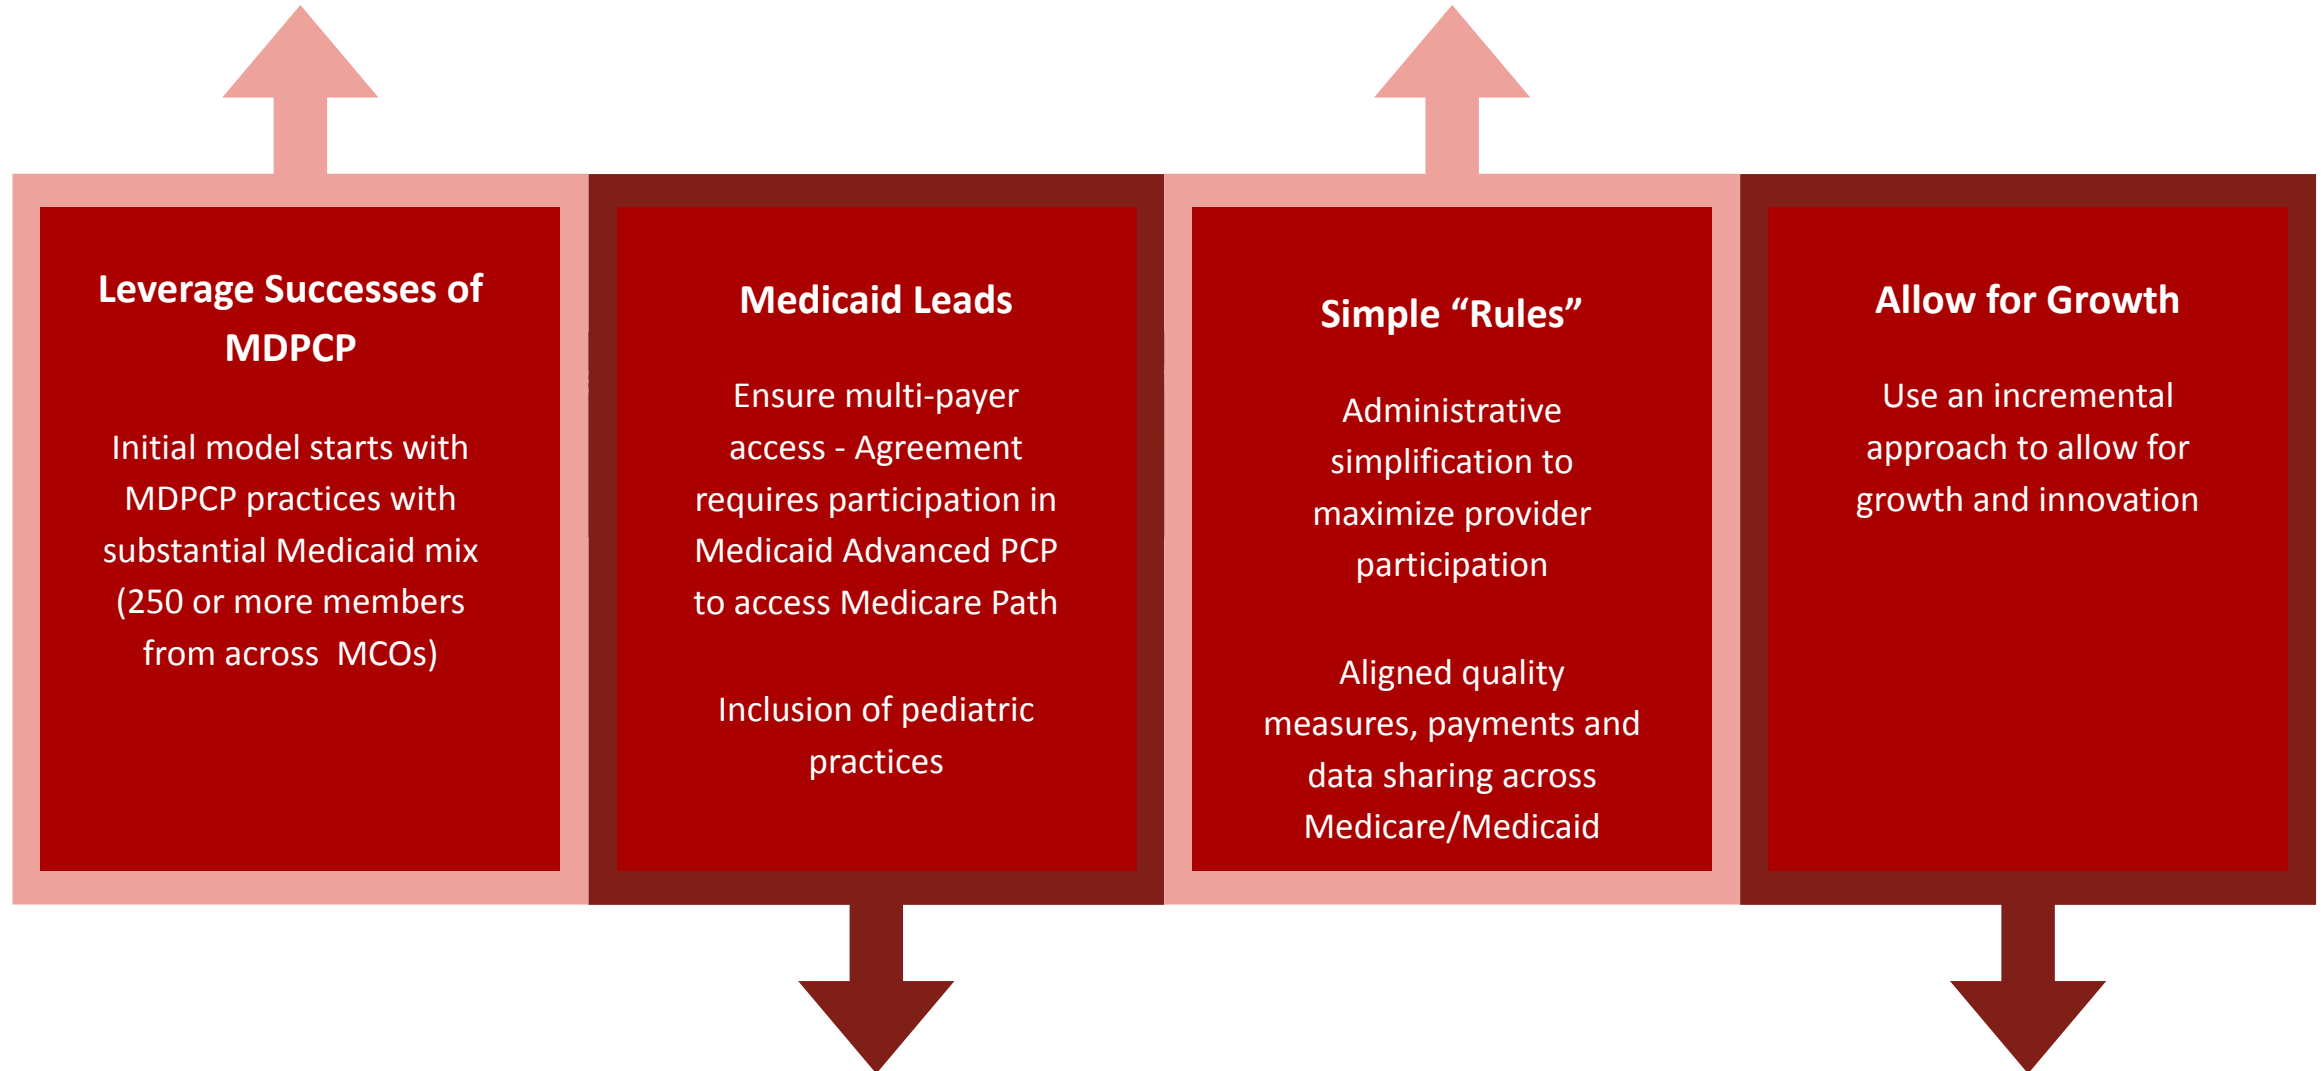 Leverage Successes of
MDPCP
Initial model starts with
MDPCP practices with
substantial Medicaid mix
(250 or more members
from across  MCOs)
Medicaid Leads
Ensure multi-payer
access - Agreement
requires participation in
Medicaid Advanced PCP
to access Medicare Path
Inclusion of pediatric
practices
Simple “Rules”
Administrative
simplification to
maximize provider
participation
Aligned quality
measures, payments and
data sharing across
Medicare/Medicaid
Allow for Growth
Use an incremental
approach to allow for
growth and innovation